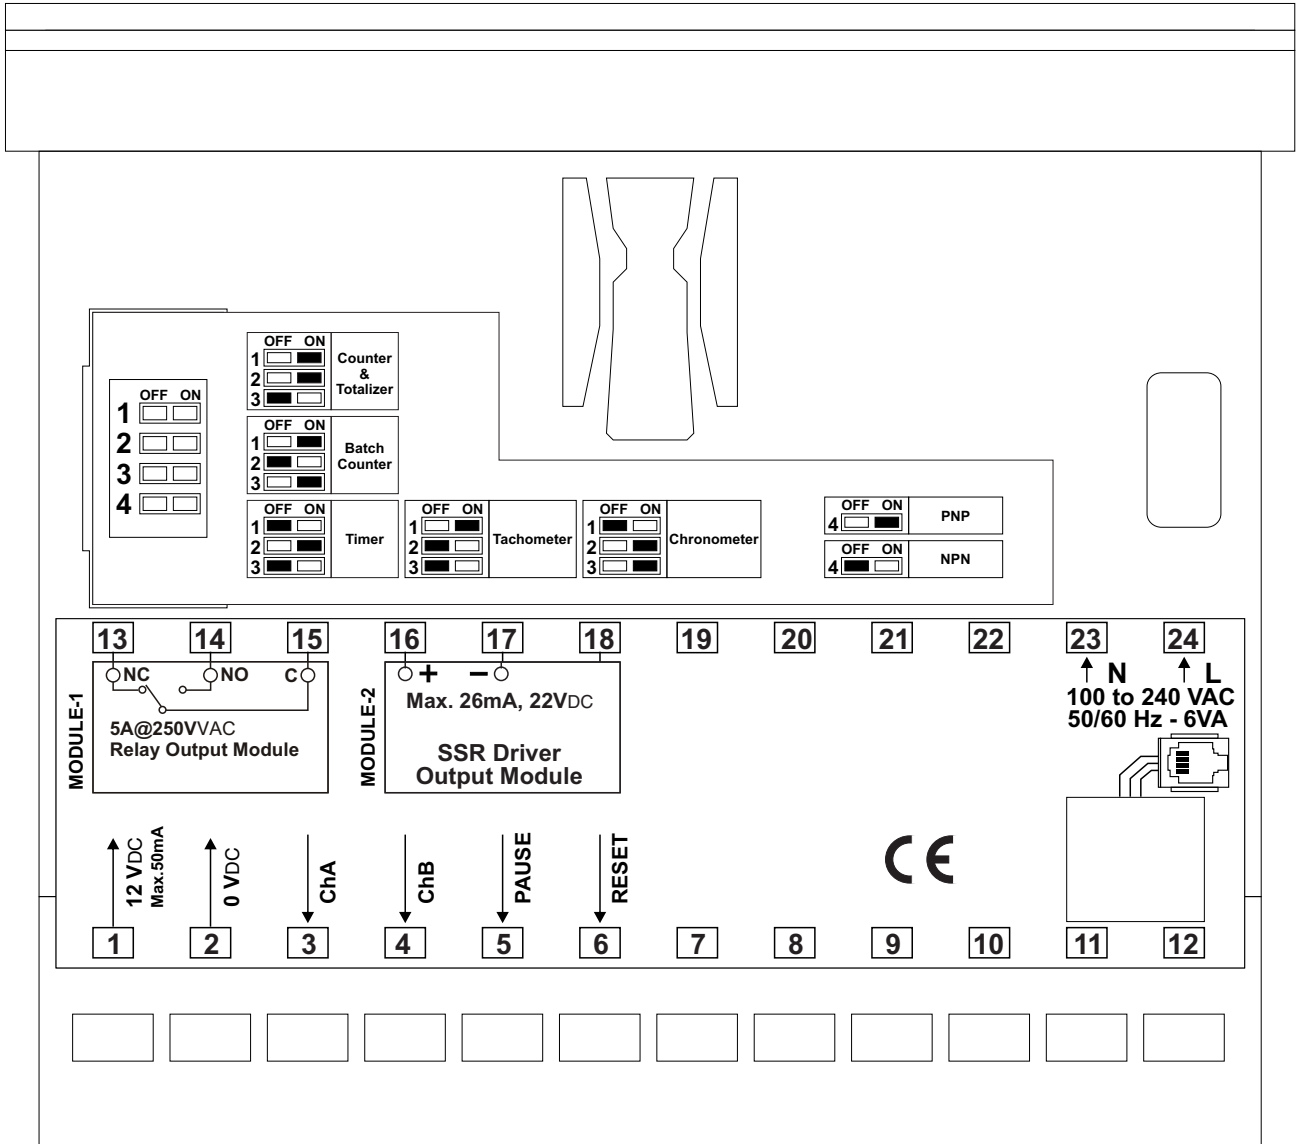 OFF ON
1
2
3
4
OFF ON
1
2
3
Counter
&
Totalizer
OFF ON
1
2
3
Batch
Counter
OFF ON
1
2
3
Timer
OFF ON
1
2
3
Tachometer
OFF ON
1
2
3
Chronometer
OFF ON
4
PNP
OFF ON
4
NPN
13 14 15 16 17 18 19 20 21 22 23 24
MODULE-1
NC NO C
5A@250VVAC
Relay Output Module
MODULE-2
+ −
Max. 26mA, 22VDC
SSR Driver
Output Module
N L
100 to 240 VAC
50/60 Hz - 6VA
12 VDC
Max.50mA
0 VDC
ChA
ChB
PAUSE
RESET
CE
1 2 3 4 5 6 7 8 9 10 11 12